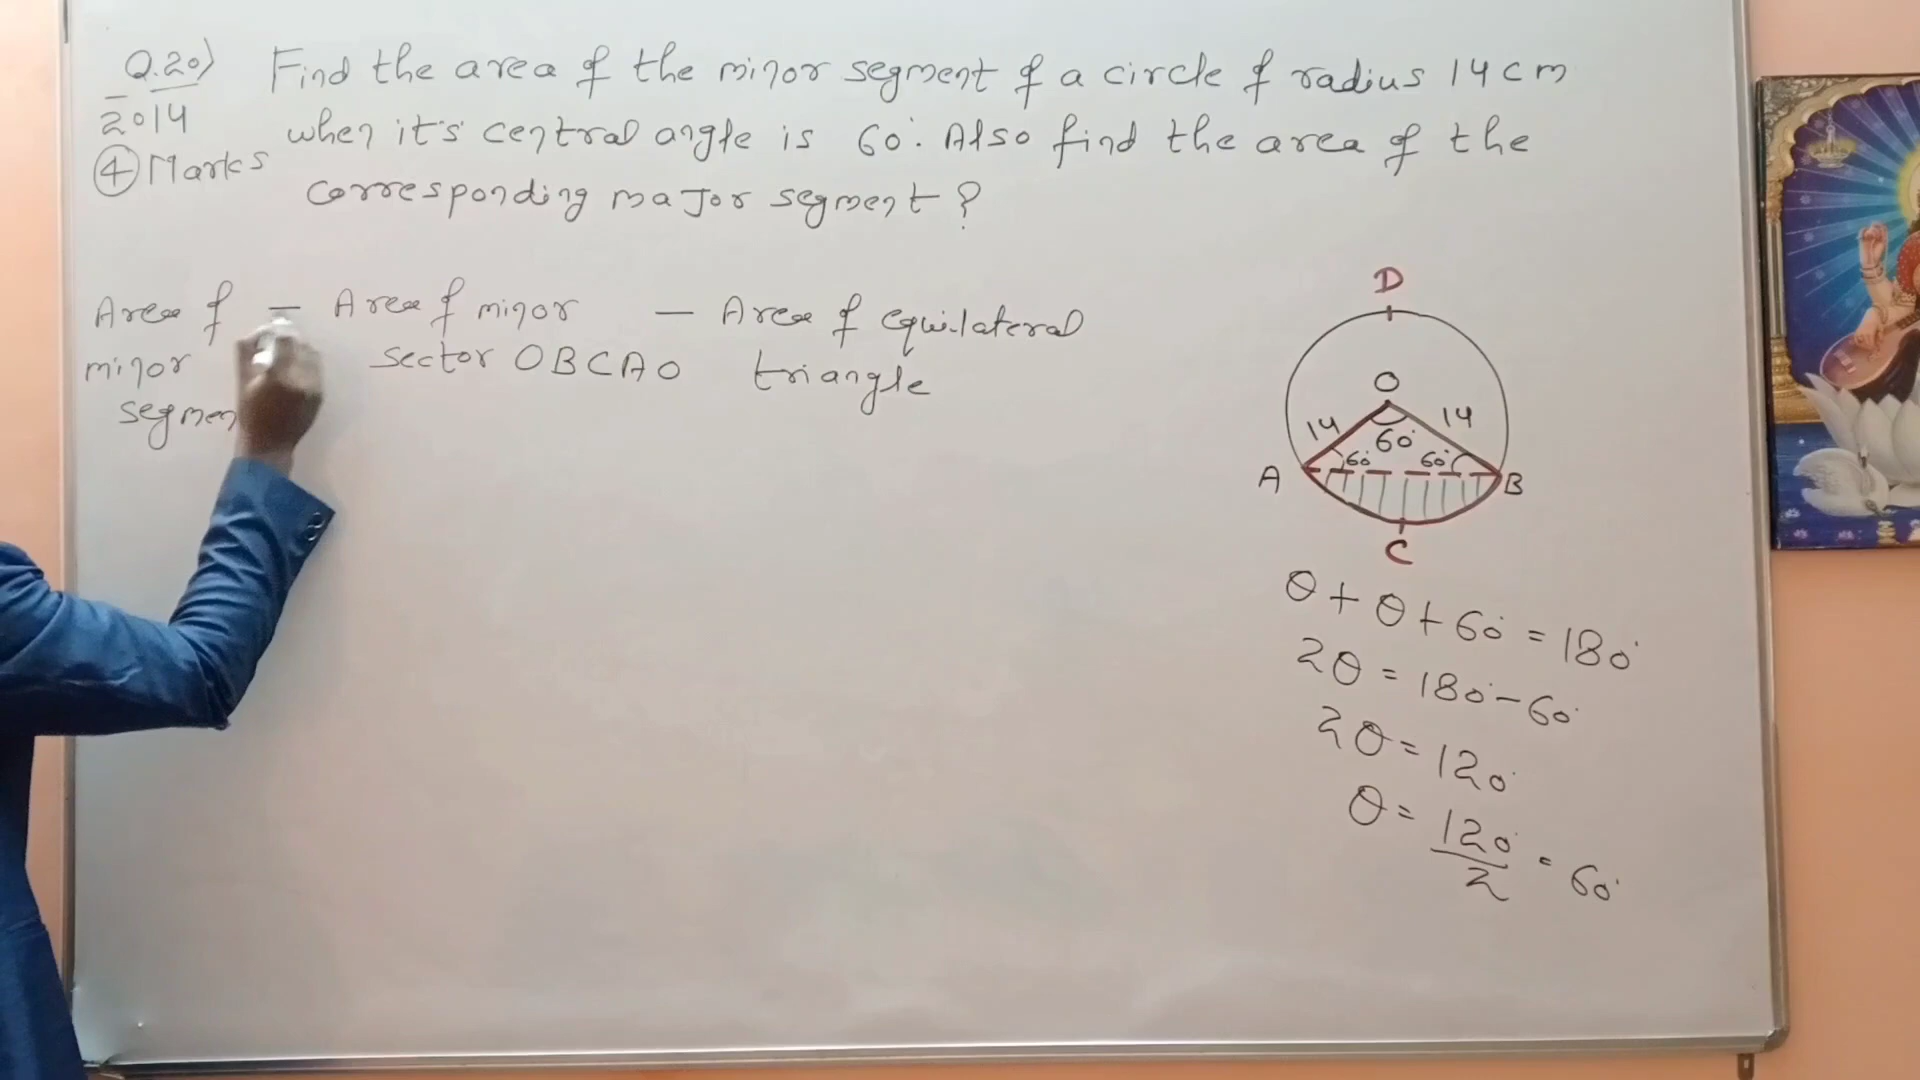 Q.20) Find the area of the minor segment of a circle of radius 14 cm
2014 when it's central angle is 60°. Also find the area of the
④ Marks corresponding major segment?
Area of = Area of minor — Area of equilateral
minor sector OBCAO triangle
segmen
D
O
14 14
60°
60° 60°
A B
C
θ + θ + 60° = 180°
2θ = 180° - 60°
2θ = 120°
θ = 120°/2 = 60°